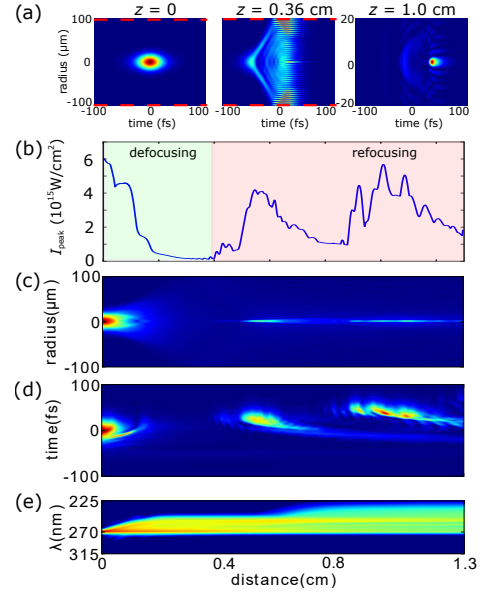 (a)
z = 0
z = 0.36 cm
z = 1.0 cm
radius (μm)
100
0
-100
20
0
-20
-100
0
100
-100
0
100
-100
0
100
time (fs)
time (fs)
time (fs)
(b)
I_peak (10^15 W/cm^2)
6
4
2
0
defocusing
refocusing
(c)
radius(μm)
100
0
-100
(d)
time(fs)
100
0
-100
(e)
λ(nm)
225
270
315
0
0.4
0.8
1.3
distance(cm)